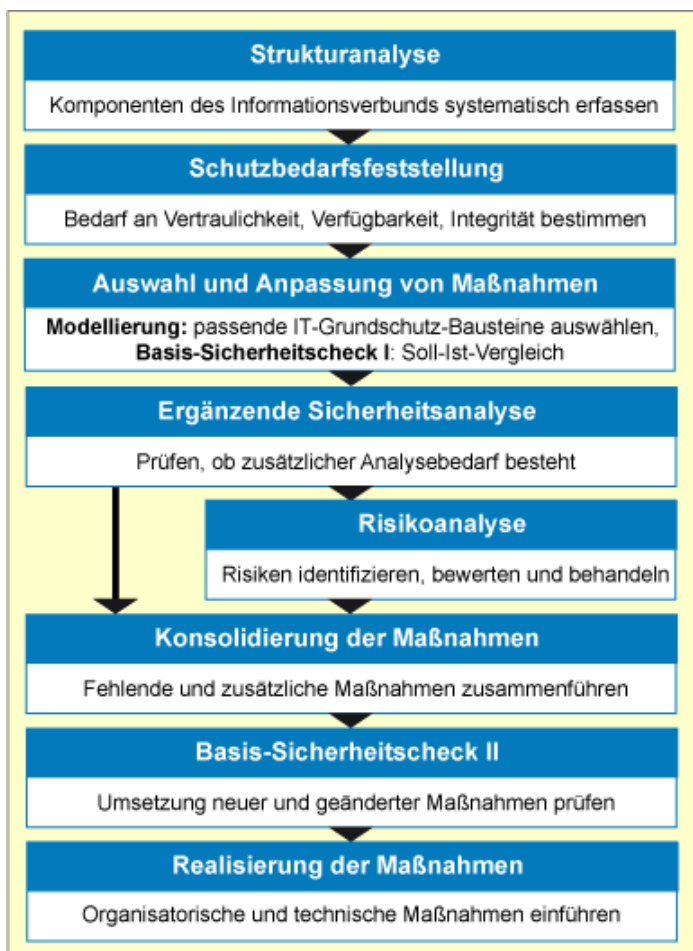 Strukturanalyse
Komponenten des Informationsverbunds systematisch erfassen
Schutzbedarfsfeststellung
Bedarf an Vertraulichkeit, Verfügbarkeit, Integrität bestimmen
Auswahl und Anpassung von Maßnahmen
Modellierung: passende IT-Grundschutz-Bausteine auswählen,
Basis-Sicherheitscheck I: Soll-Ist-Vergleich
Ergänzende Sicherheitsanalyse
Prüfen, ob zusätzlicher Analysebedarf besteht
Risikoanalyse
Risiken identifizieren, bewerten und behandeln
Konsolidierung der Maßnahmen
Fehlende und zusätzliche Maßnahmen zusammenführen
Basis-Sicherheitscheck II
Umsetzung neuer und geänderter Maßnahmen prüfen
Realisierung der Maßnahmen
Organisatorische und technische Maßnahmen einführen